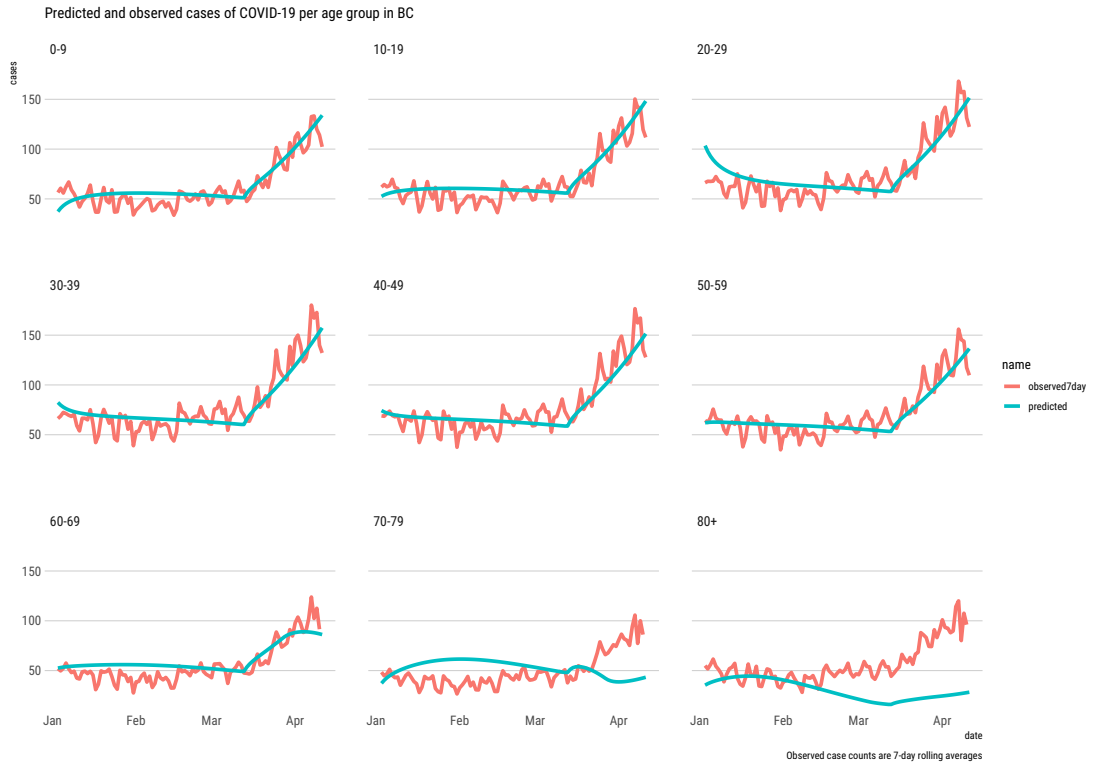 Predicted and observed cases of COVID-19 per age group in BC
0-9 10-19 20-29
cases
150
100
50
30-39 40-49 50-59
150
100
50
name
observed7day
predicted
60-69 70-79 80+
150
100
50
Jan Feb Mar Apr Jan Feb Mar Apr Jan Feb Mar Apr
date
Observed case counts are 7-day rolling averages